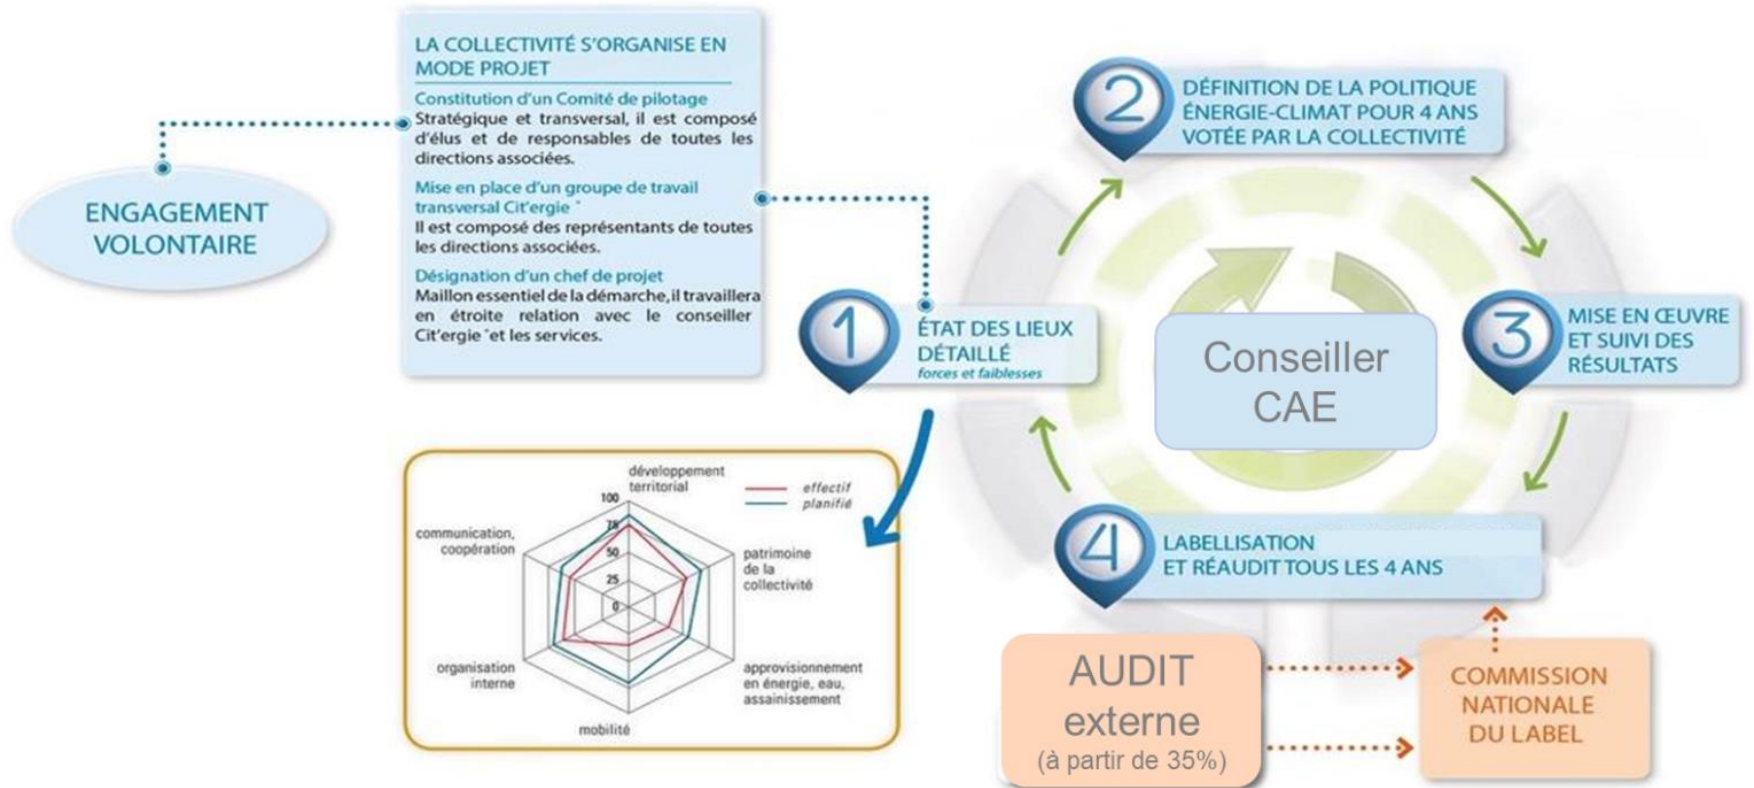 ENGAGEMENT
VOLONTAIRE
LA COLLECTIVITÉ S'ORGANISE EN
MODE PROJET
Constitution d'un Comité de pilotage
Stratégique et transversal, il est composé
d'élus et de responsables de toutes les
directions associées.
Mise en place d'un groupe de travail
transversal Cit'ergie
Il est composé des représentants de toutes
les directions associées.
Désignation d'un chef de projet
Maillon essentiel de la démarche, il travaillera
en étroite relation avec le conseiller
Cit'ergie et les services.
1
ÉTAT DES LIEUX
DÉTAILLÉ
forces et faiblesses
2
DÉFINITION DE LA POLITIQUE
ÉNERGIE-CLIMAT POUR 4 ANS
VOTÉE PAR LA COLLECTIVITÉ
3
MISE EN ŒUVRE
ET SUIVI DES
RÉSULTATS
Conseiller
CAE
4
LABELLISATION
ET RÉAUDIT TOUS LES 4 ANS
AUDIT
externe
(à partir de 35%)
COMMISSION
NATIONALE
DU LABEL
développement
territorial
effectif
planifié
100
75
50
25
0
communication,
coopération
patrimoine
de la
collectivité
organisation
interne
approvisionnement
en énergie, eau,
assainissement
mobilité